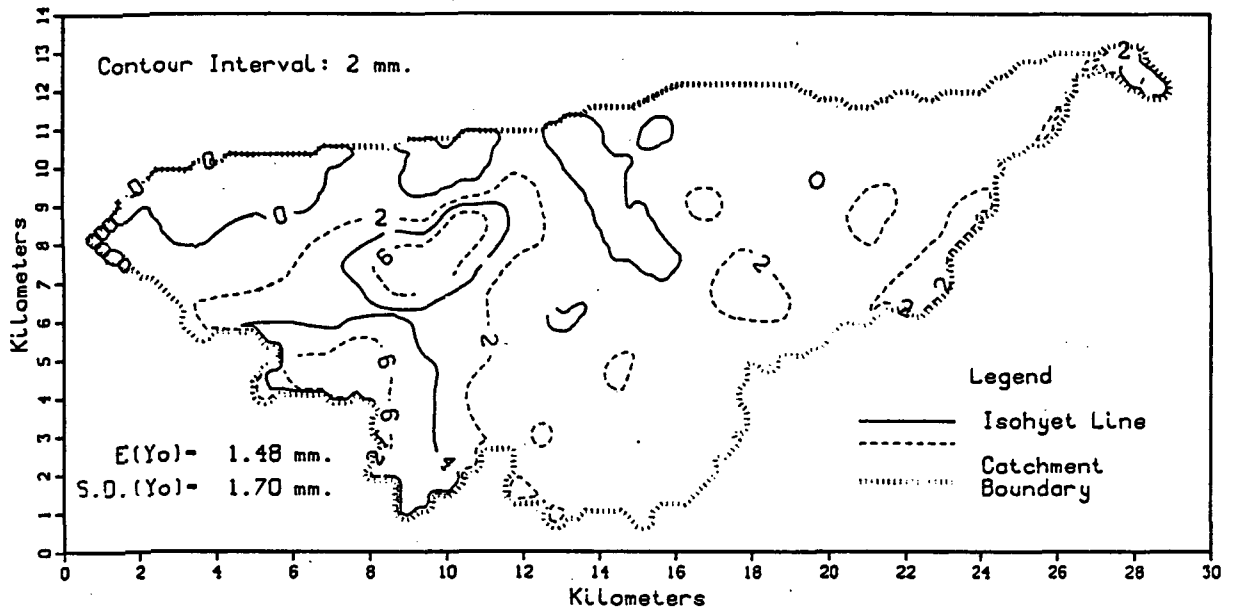 14
13
12
11
10
9
8
7
6
5
4
3
2
1
0
Kilometers
Contour Interval: 2 mm.
2
0
0
0
2
6
2
2
2
2
6
6
4
2
E(Yo)= 1.48 mm.
S.D.(Yo)= 1.70 mm.
Legend
Isohyet Line
Catchment
Boundary
0 2 4 6 8 10 12 14 16 18 20 22 24 26 28 30
Kilometers